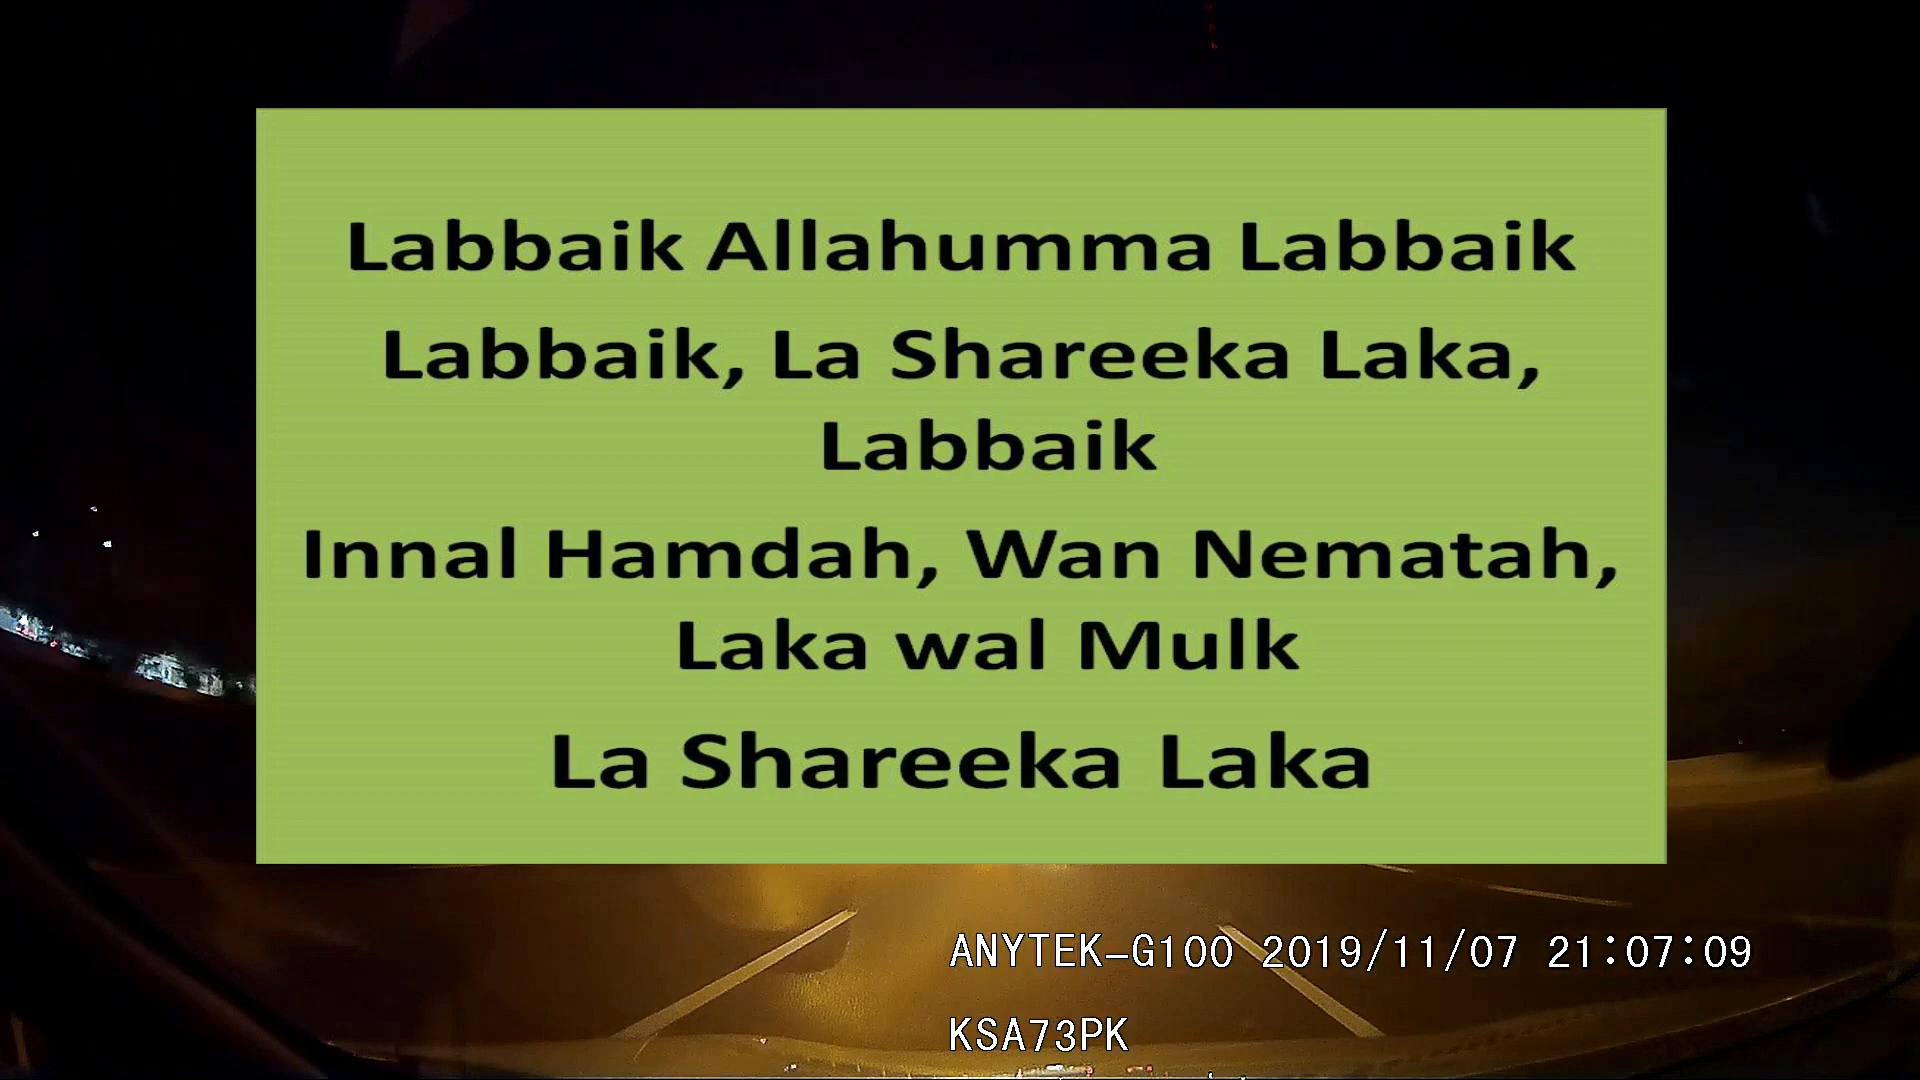 Labbaik Allahumma Labbaik
Labbaik, La Shareeka Laka,
Labbaik
Innal Hamdah, Wan Nematah,
Laka wal Mulk
La Shareeka Laka
ANYTEK-G100 2019/11/07 21:07:09
KSA73PK